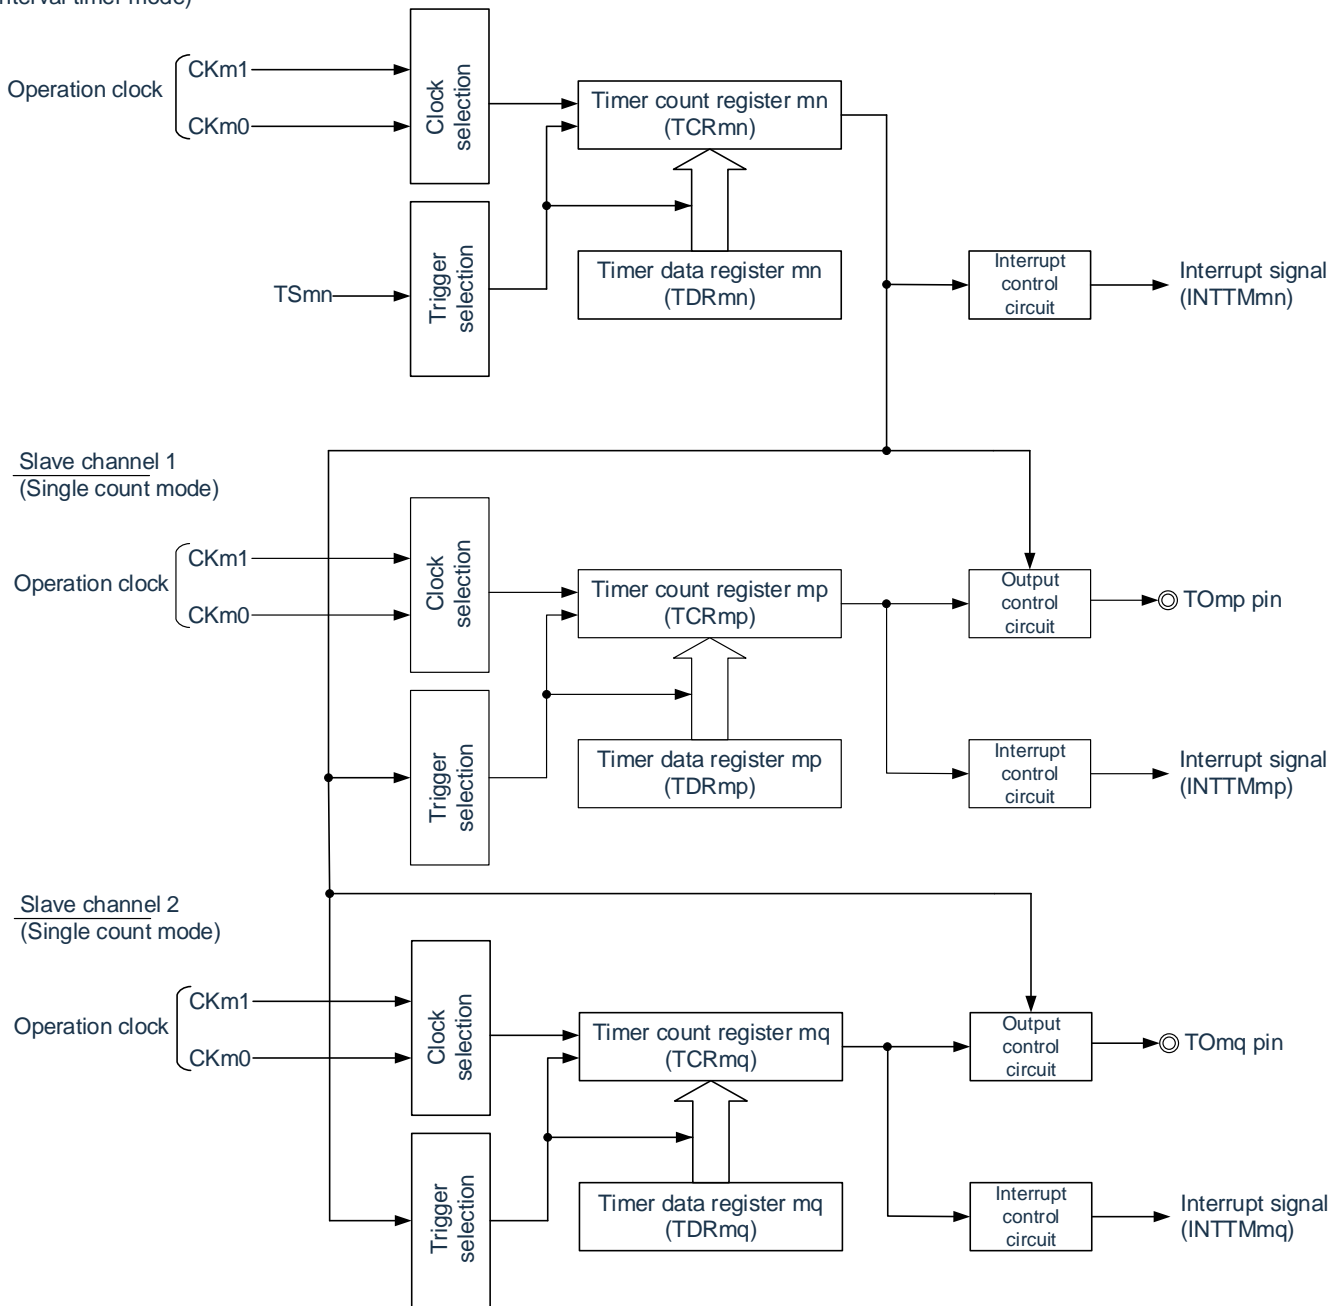 interval timer mode)
Operation clock
CKm1
CKm0
Clock
selection
Timer count register mn
(TCRmn)
TSmn
Trigger
selection
Timer data register mn
(TDRmn)
Interrupt
control
circuit
Interrupt signal
(INTTMmn)
Slave channel 1
(Single count mode)
Operation clock
CKm1
CKm0
Clock
selection
Timer count register mp
(TCRmp)
Output
control
circuit
TOmp pin
Trigger
selection
Timer data register mp
(TDRmp)
Interrupt
control
circuit
Interrupt signal
(INTTMmp)
Slave channel 2
(Single count mode)
Operation clock
CKm1
CKm0
Clock
selection
Timer count register mq
(TCRmq)
Output
control
circuit
TOmq pin
Trigger
selection
Timer data register mq
(TDRmq)
Interrupt
control
circuit
Interrupt signal
(INTTMmq)